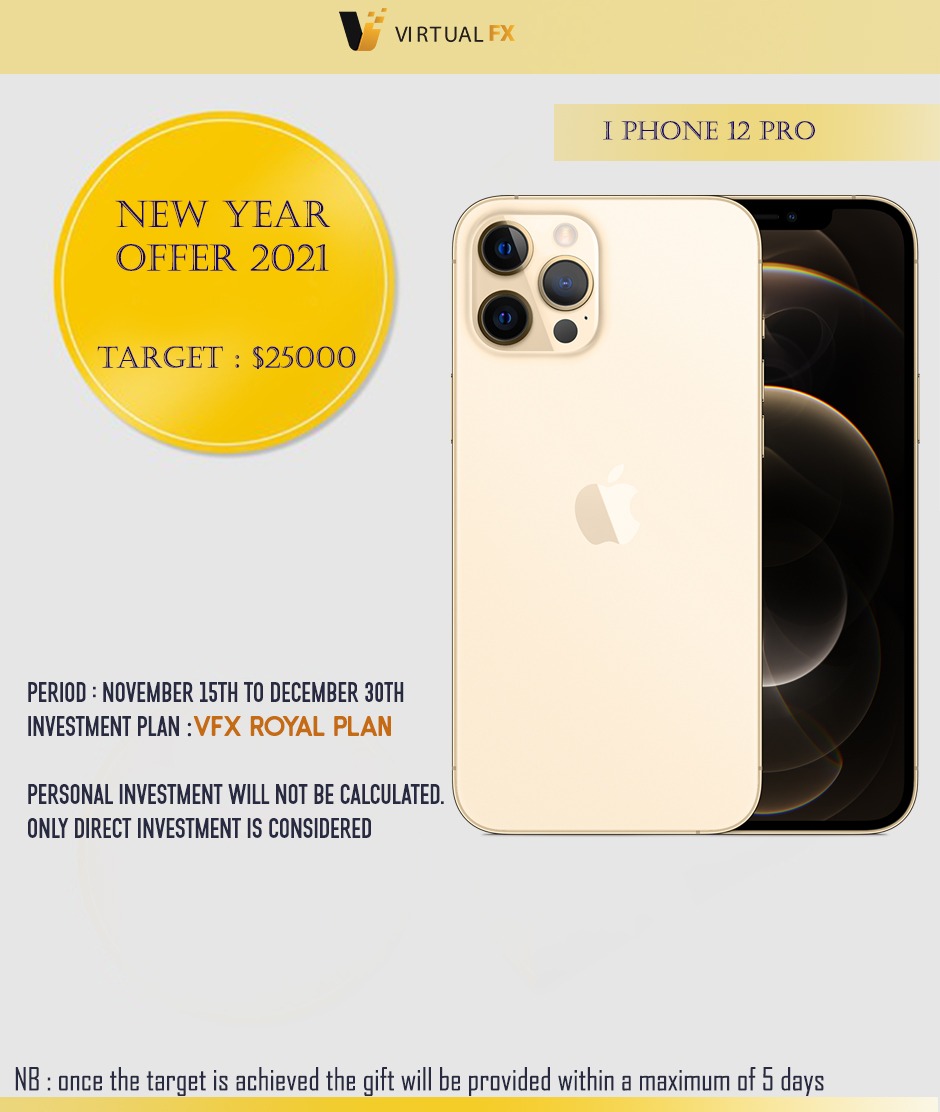 VIRTUAL FX
I PHONE 12 PRO
NEW YEAR
OFFER 2021
TARGET : $25000
PERIOD : NOVEMBER 15TH TO DECEMBER 30TH
INVESTMENT PLAN : VFX ROYAL PLAN
PERSONAL INVESTMENT WILL NOT BE CALCULATED.
ONLY DIRECT INVESTMENT IS CONSIDERED
NB : once the target is achieved the gift will be provided within a maximum of 5 days